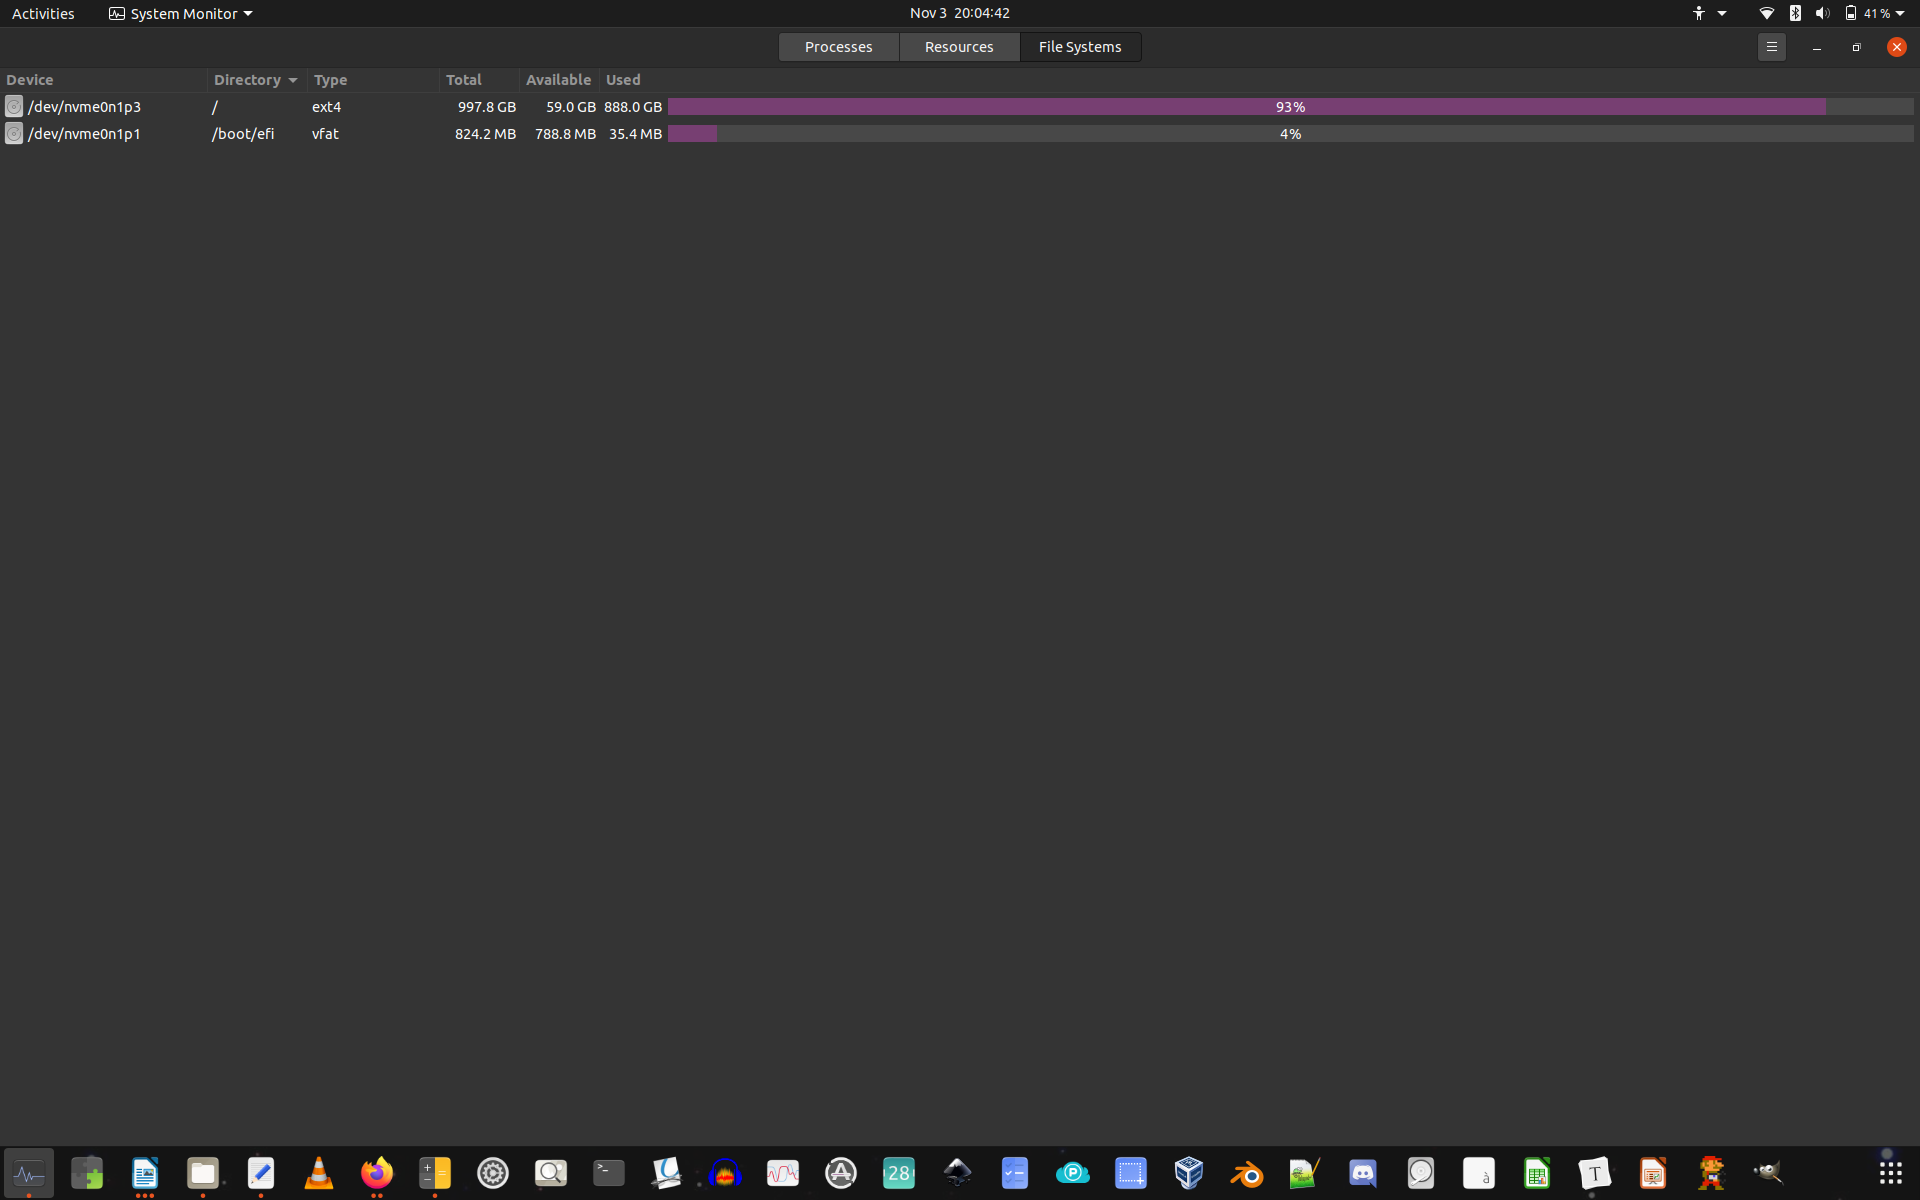 Activities System Monitor Nov 3 20:04:42 41 %
Processes Resources File Systems
Device Directory Type Total Available Used
/dev/nvme0n1p3 / ext4 997.8 GB 59.0 GB 888.0 GB 93%
/dev/nvme0n1p1 /boot/efi vfat 824.2 MB 788.8 MB 35.4 MB 4%
28 T à